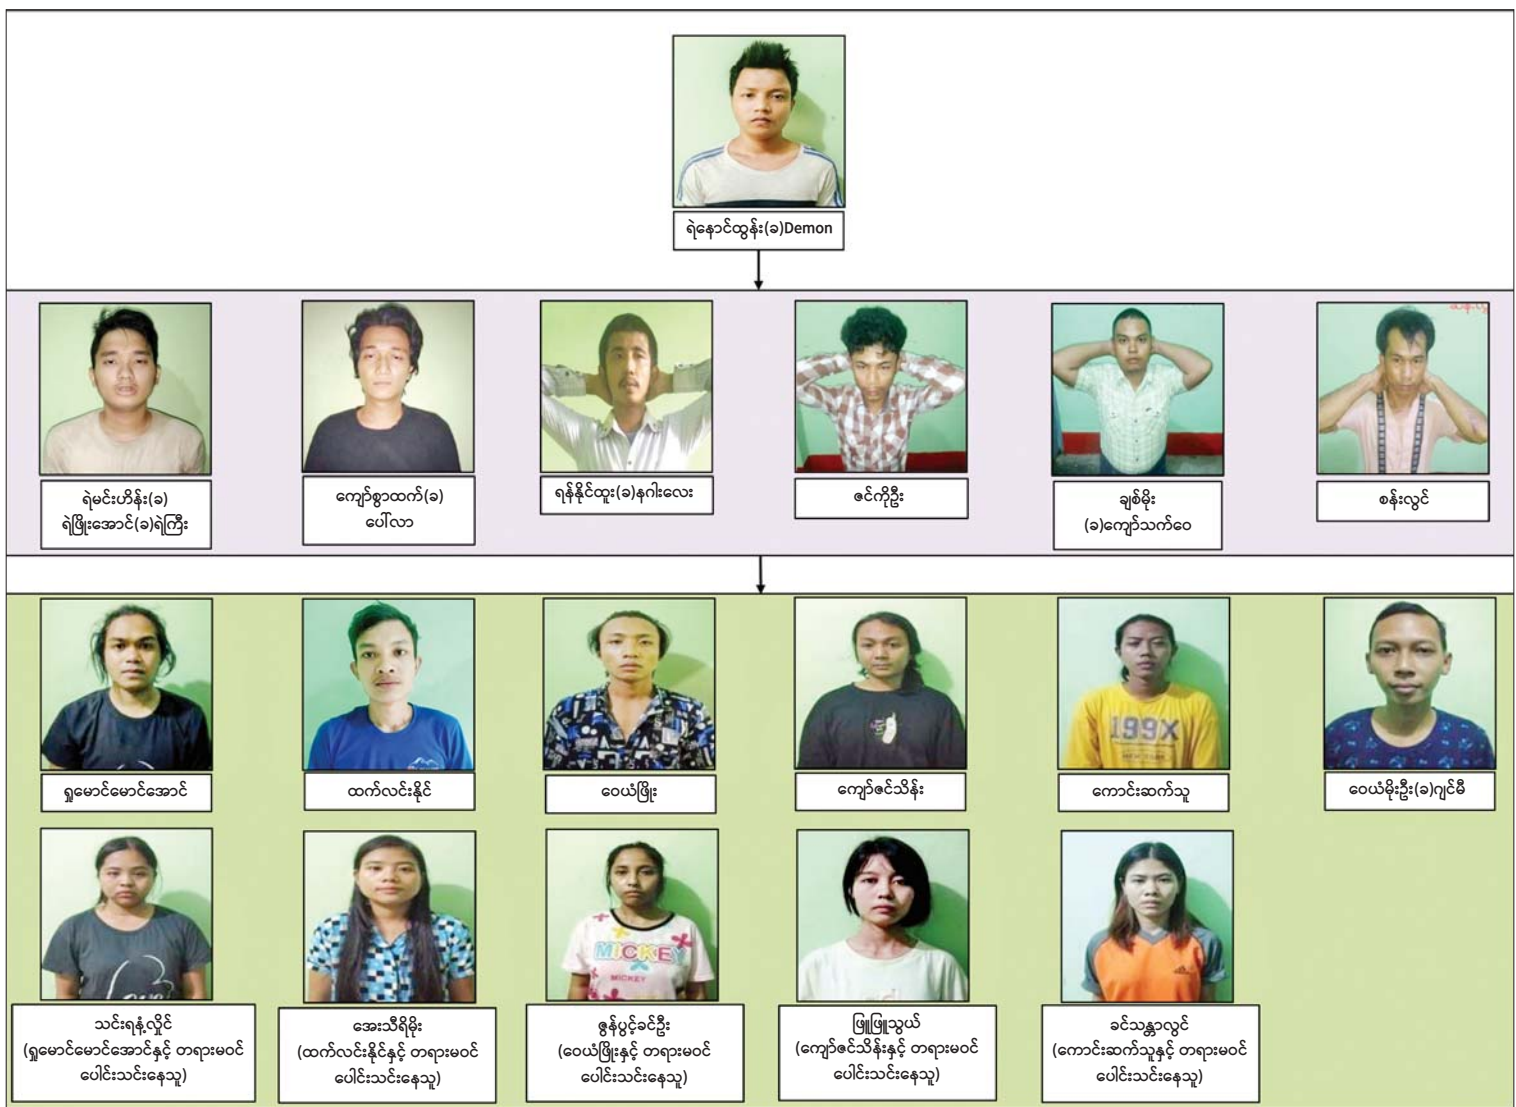 ရဲနောင်ထွန်း(ခ)Demon
ရဲမင်းဟိန်း(ခ)
ရဲဖြိုးအောင်(ခ)ရဲကြီး
ကျော်စွာထက်(ခ)
ပေါ်လာ
ရန်နိုင်ထူး(ခ)နဂါးလေး
ဇင်ကိုဦး
ချစ်မိုး
(ခ)ကျော်သက်ဝေ
စန်းလွင်
ရှုမောင်မောင်အောင်
ထက်လင်းနိုင်
ဝေယံဖြိုး
ကျော်ဇင်သိန်း
199X
ကောင်းဆက်သူ
ဝေယံမိုးဦး(ခ)ဂျင်မီ
သင်းရနံ့လှိုင်
(ရှုမောင်မောင်အောင်နှင့် တရားမဝင်
ပေါင်းသင်းနေသူ)
အေးသီရိမိုး
(ထက်လင်းနိုင်နှင့် တရားမဝင်
ပေါင်းသင်းနေသူ)
MICKEY
MICKEY
ဇွန်ပွင့်ခင်ဦး
(ဝေယံဖြိုးနှင့် တရားမဝင်
ပေါင်းသင်းနေသူ)
ဖြူဖြူသွယ်
(ကျော်ဇင်သိန်းနှင့် တရားမဝင်
ပေါင်းသင်းနေသူ)
ခင်သန္တာလွင်
(ကောင်းဆက်သူနှင့် တရားမဝင်
ပေါင်းသင်းနေသူ)